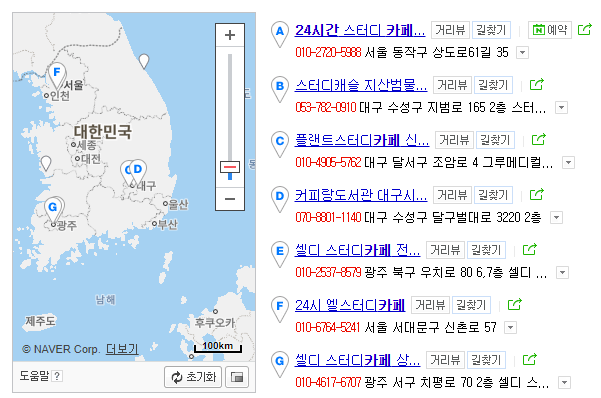 서울
인천
대한민국
세종
대전
대구
울산
부산
광주
남해
제주도
후쿠오카
© NAVER Corp. 더보기
100km
도움말 ?
초기화
F
C
D
G
A 24시간 스터디 카페... 거리뷰 길찾기 N 예약
010-2720-5988 서울 동작구 상도로61길 35
B 스터디캐슬 지산범물... 거리뷰 길찾기
053-782-0910 대구 수성구 지범로 165 2층 스터...
C 플랜트스터디카페 신... 거리뷰 길찾기
010-4905-5762 대구 달서구 조암로 4 그루메디컬...
D 커피랑도서관 대구시... 거리뷰 길찾기
070-8801-1140 대구 수성구 달구벌대로 3220 2층
E 셀디 스터디카페 전... 거리뷰 길찾기
010-2537-8579 광주 북구 우치로 80 6,7층 셀디 ...
F 24시 엘스터디카페 거리뷰 길찾기
010-6764-5241 서울 서대문구 신촌로 57
G 셀디 스터디카페 상... 거리뷰 길찾기
010-4617-6707 광주 서구 치평로 70 2층 셀디 스...